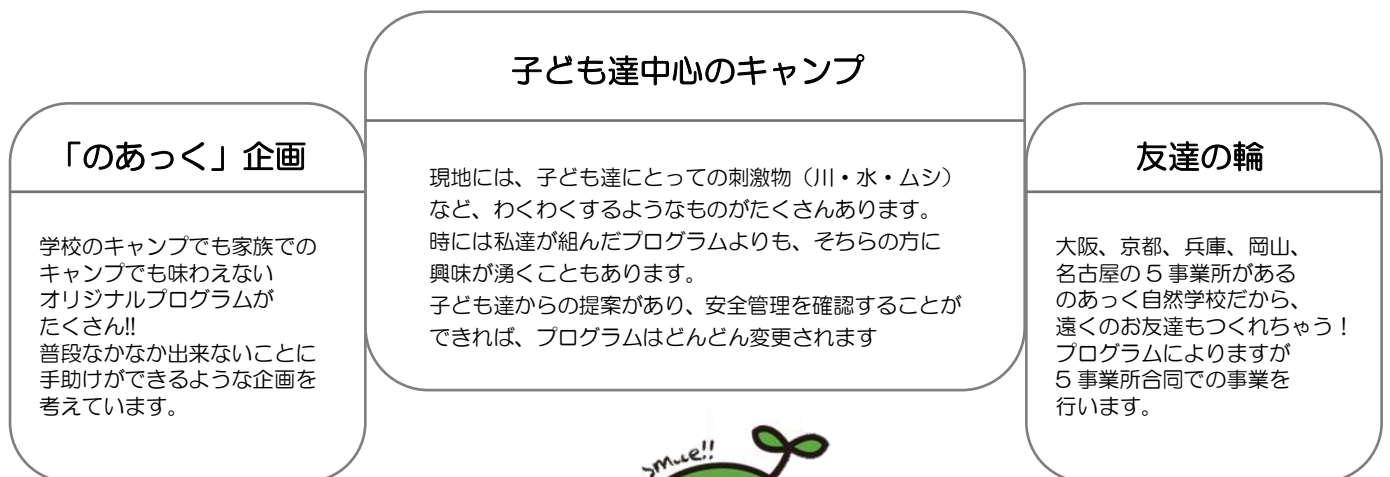 「のあっく」企画
学校のキャンプでも家族での
キャンプでも味わえない
オリジナルプログラムが
たくさん!!
普段なかなか出来ないことに
手助けができるような企画を
考えています。
子ども達中心のキャンプ
現地には、子ども達にとっての刺激物（川・水・ムシ）
など、わくわくするようなものがたくさんあります。
時には私達が組んだプログラムよりも、そちらの方に
興味が湧くこともあります。
子ども達からの提案があり、安全管理を確認することが
できれば、プログラムはどんどん変更されます
友達の輪
大阪、京都、兵庫、岡山、
名古屋の５事業所がある
のあっく自然学校だから、
遠くのお友達もつくれちゃう！
プログラムによりますが
５事業所合同での事業を
行います。